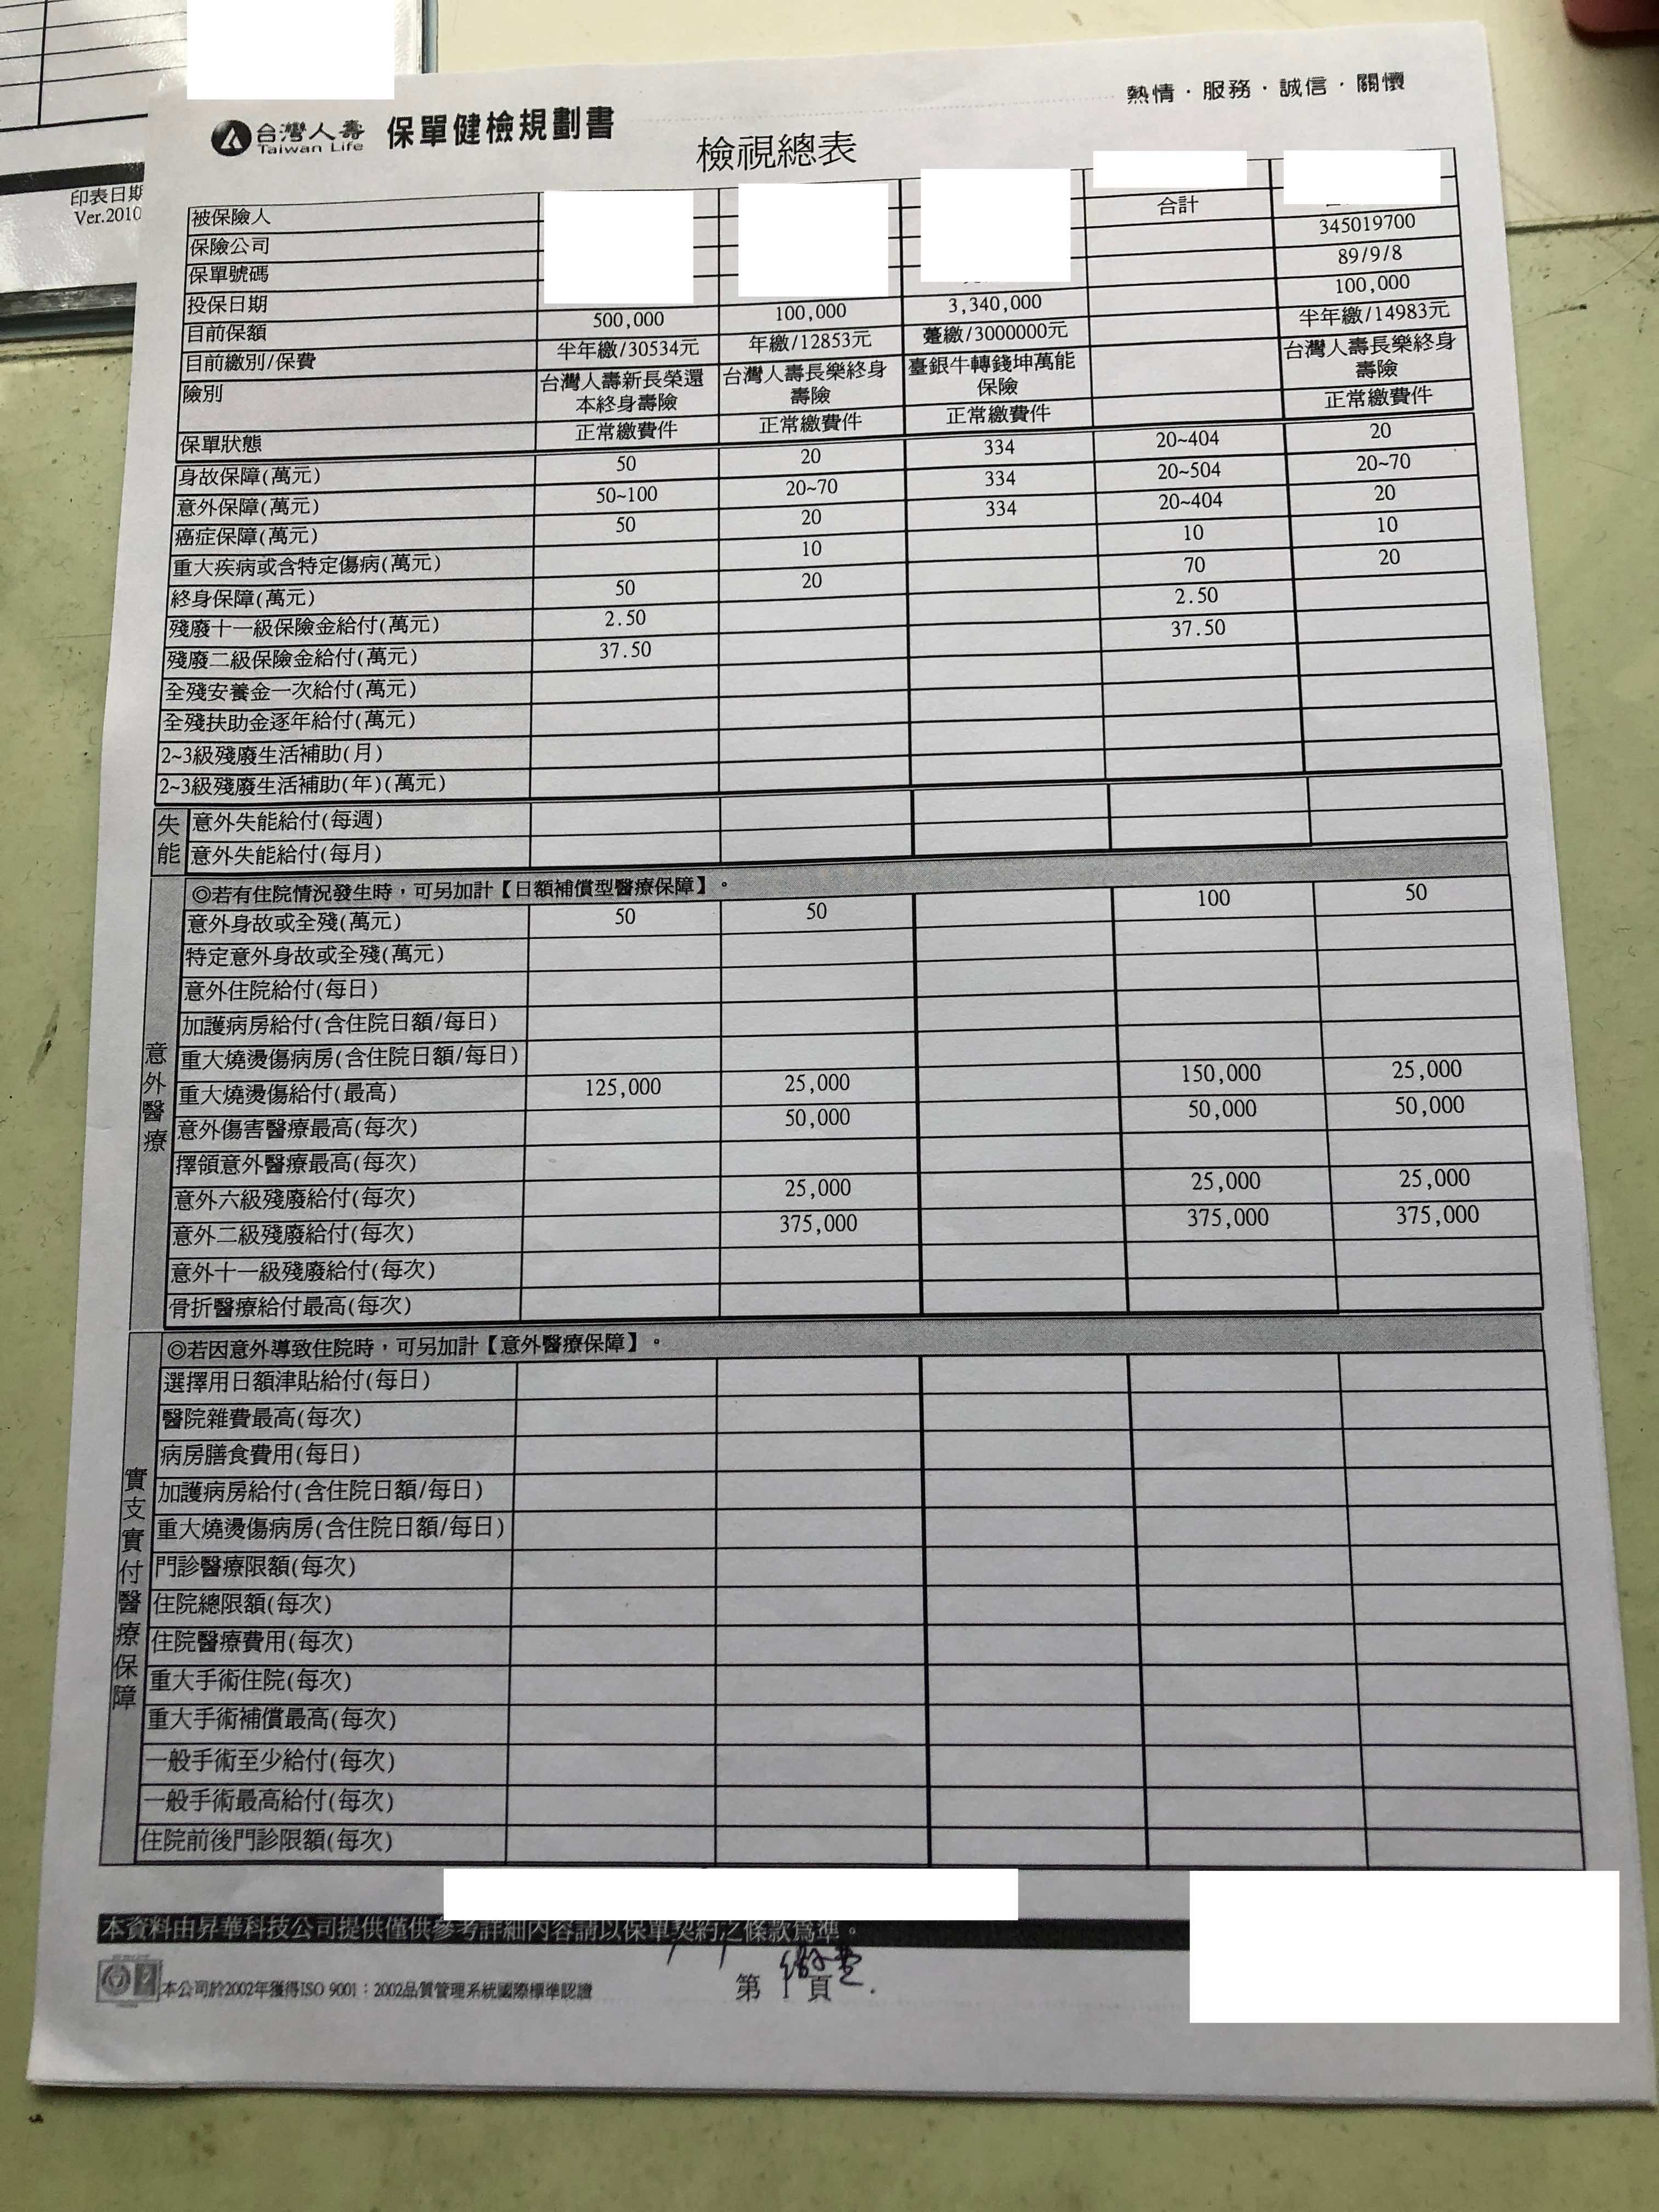 印表日期
Ver.2010
熱情．服務．誠信．關懷
台灣人壽 保單健檢規劃書
Taiwan Life
檢視總表
被保險人 合計
保險公司 345019700
保單號碼 89/9/8
投保日期 100,000
目前保額 500,000 100,000 3,340,000 半年繳/14983元
目前繳別/保費 半年繳/30534元 年繳/12853元 躉繳/3000000元 台灣人壽長樂終身壽險
險別 台灣人壽新長榮還本終身壽險 台灣人壽長樂終身壽險 臺銀牛轉錢坤萬能保險 正常繳費件
保單狀態 正常繳費件 正常繳費件 正常繳費件
身故保障(萬元) 50 20 334 20~404 20
意外保障(萬元) 50~100 20~70 334 20~504 20~70
癌症保障(萬元) 50 20 334 20~404 20
重大疾病或含特定傷病(萬元) 10 10 10
終身保障(萬元) 50 20 70 20
殘廢十一級保險金給付(萬元) 2.50 2.50
殘廢二級保險金給付(萬元) 37.50 37.50
全殘安養金一次給付(萬元)
全殘扶助金逐年給付(萬元)
2~3級殘廢生活補助(月)
2~3級殘廢生活補助(年)(萬元)
失能
意外失能給付(每週)
意外失能給付(每月)
意外醫療
◎若有住院情況發生時，可另加計【日額補償型醫療保障】。
意外身故或全殘(萬元) 50 50 100 50
特定意外身故或全殘(萬元)
意外住院給付(每日)
加護病房給付(含住院日額/每日)
重大燒燙傷病房(含住院日額/每日)
重大燒燙傷給付(最高) 125,000 25,000 150,000 25,000
意外傷害醫療最高(每次) 50,000 50,000 50,000
擇領意外醫療最高(每次)
意外六級殘廢給付(每次) 25,000 25,000 25,000
意外二級殘廢給付(每次) 375,000 375,000 375,000
意外十一級殘廢給付(每次)
骨折醫療給付最高(每次)
實支實付醫療保障
◎若因意外導致住院時，可另加計【意外醫療保障】。
選擇用日額津貼給付(每日)
醫院雜費最高(每次)
病房膳食費用(每日)
加護病房給付(含住院日額/每日)
重大燒燙傷病房(含住院日額/每日)
門診醫療限額(每次)
住院總限額(每次)
住院醫療費用(每次)
重大手術住院(每次)
重大手術補償最高(每次)
一般手術至少給付(每次)
一般手術最高給付(每次)
住院前後門診限額(每次)
本資料由昇華科技公司提供僅供參考詳細內容請以保單契約之條款為準。
本公司於2002年獲得ISO 9001：2002品質管理系統國際標準認證
第 1 頁